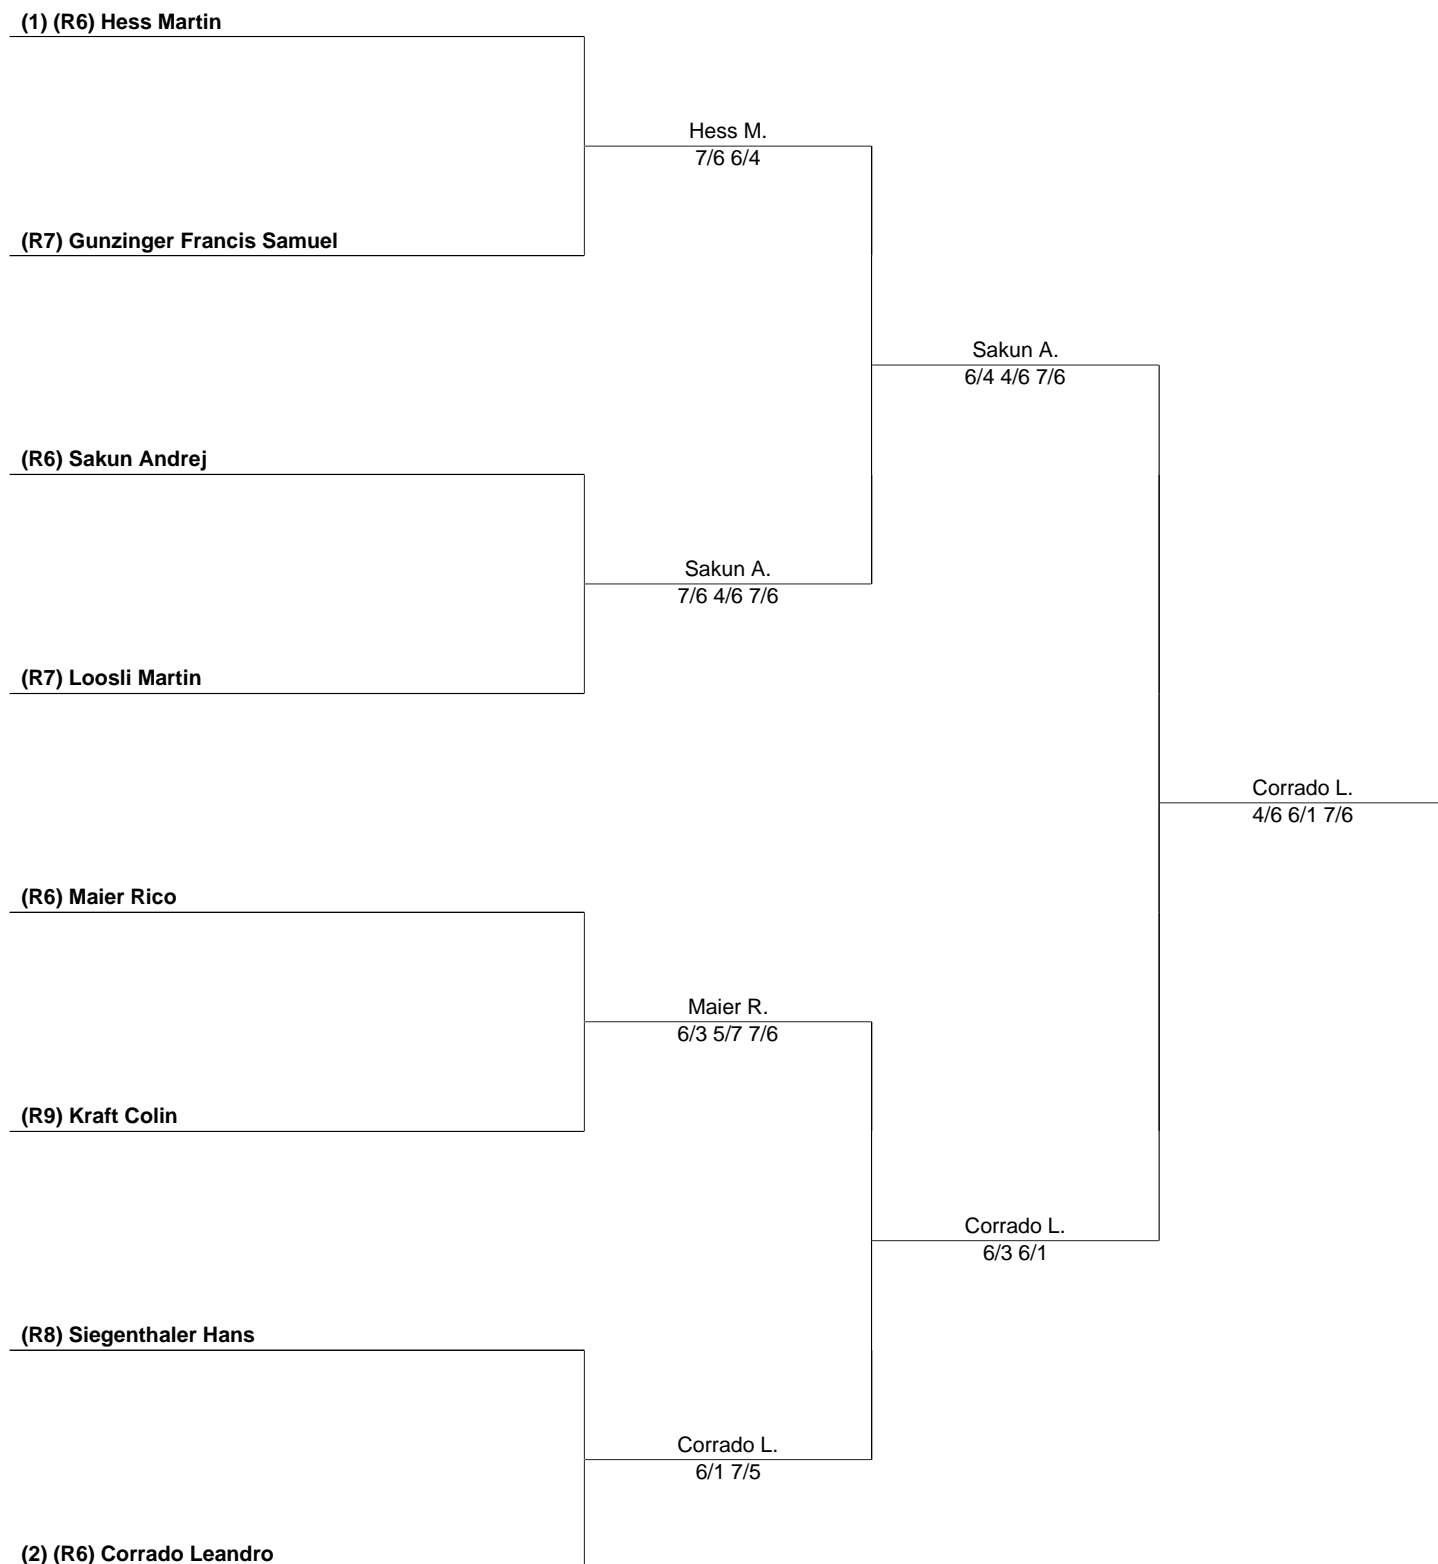 (1) (R6) Hess Martin
Hess M.
7/6 6/4
(R7) Gunzinger Francis Samuel
Sakun A.
6/4 4/6 7/6
(R6) Sakun Andrej
Sakun A.
7/6 4/6 7/6
(R7) Loosli Martin
Corrado L.
4/6 6/1 7/6
(R6) Maier Rico
Maier R.
6/3 5/7 7/6
(R9) Kraft Colin
Corrado L.
6/3 6/1
(R8) Siegenthaler Hans
Corrado L.
6/1 7/5
(2) (R6) Corrado Leandro